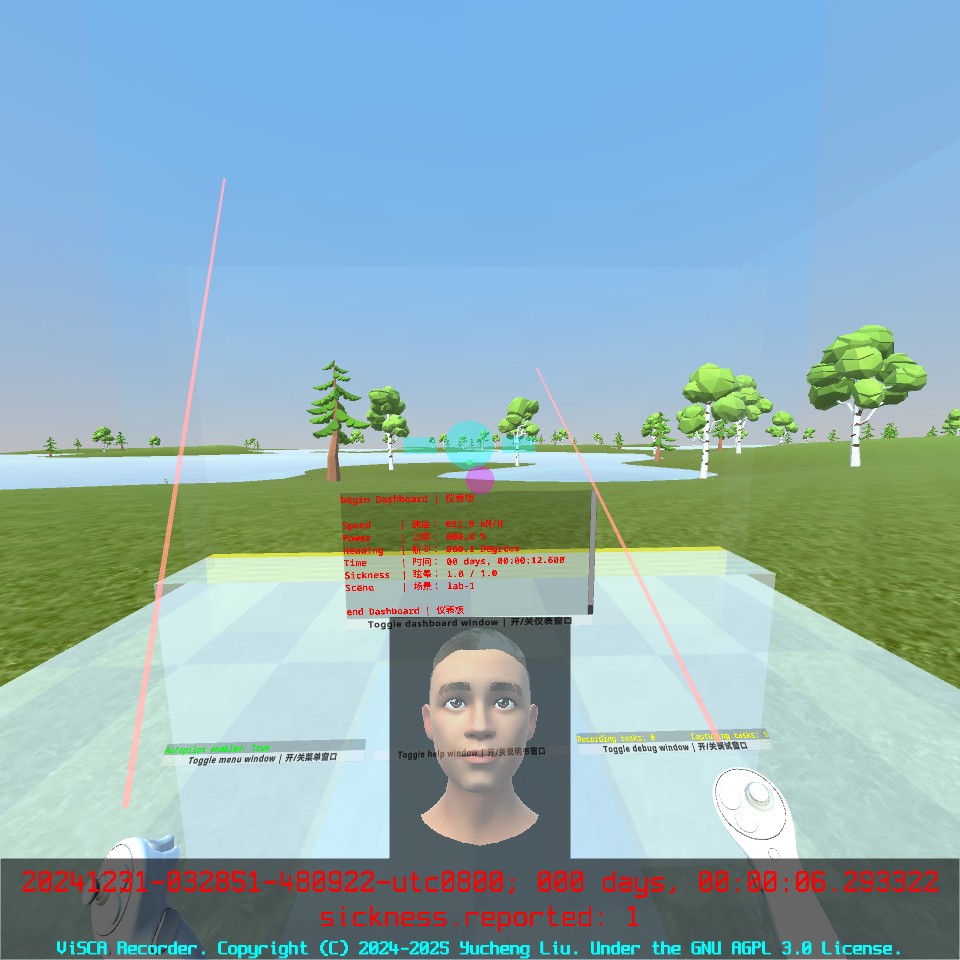 begin Dashboard | 仪表板
Speed | 速度: 051.9 kM/H
Power | 功率: 000.0 %
Heading | 航向: 000.1 Degrees
Time | 时间: 00 days, 00:00:12.600
Sickness | 眩晕: 1.0 / 1.0
Scene | 场景: lab-1
end Dashboard | 仪表板
Toggle dashboard window | 开/关仪表窗口
Autopilot enabled: True
Toggle menu window | 开/关菜单窗口
Toggle help window | 开/关说明书窗口
Recording tasks: 0 Capturing tasks: 1
Toggle debug window | 开/关调试窗口
20241231-032851-480922-utc0800; 000 days, 00:00:06.293322
sickness.reported: 1
ViSCA Recorder. Copyright (C) 2024-2025 Yucheng Liu. Under the GNU AGPL 3.0 License.